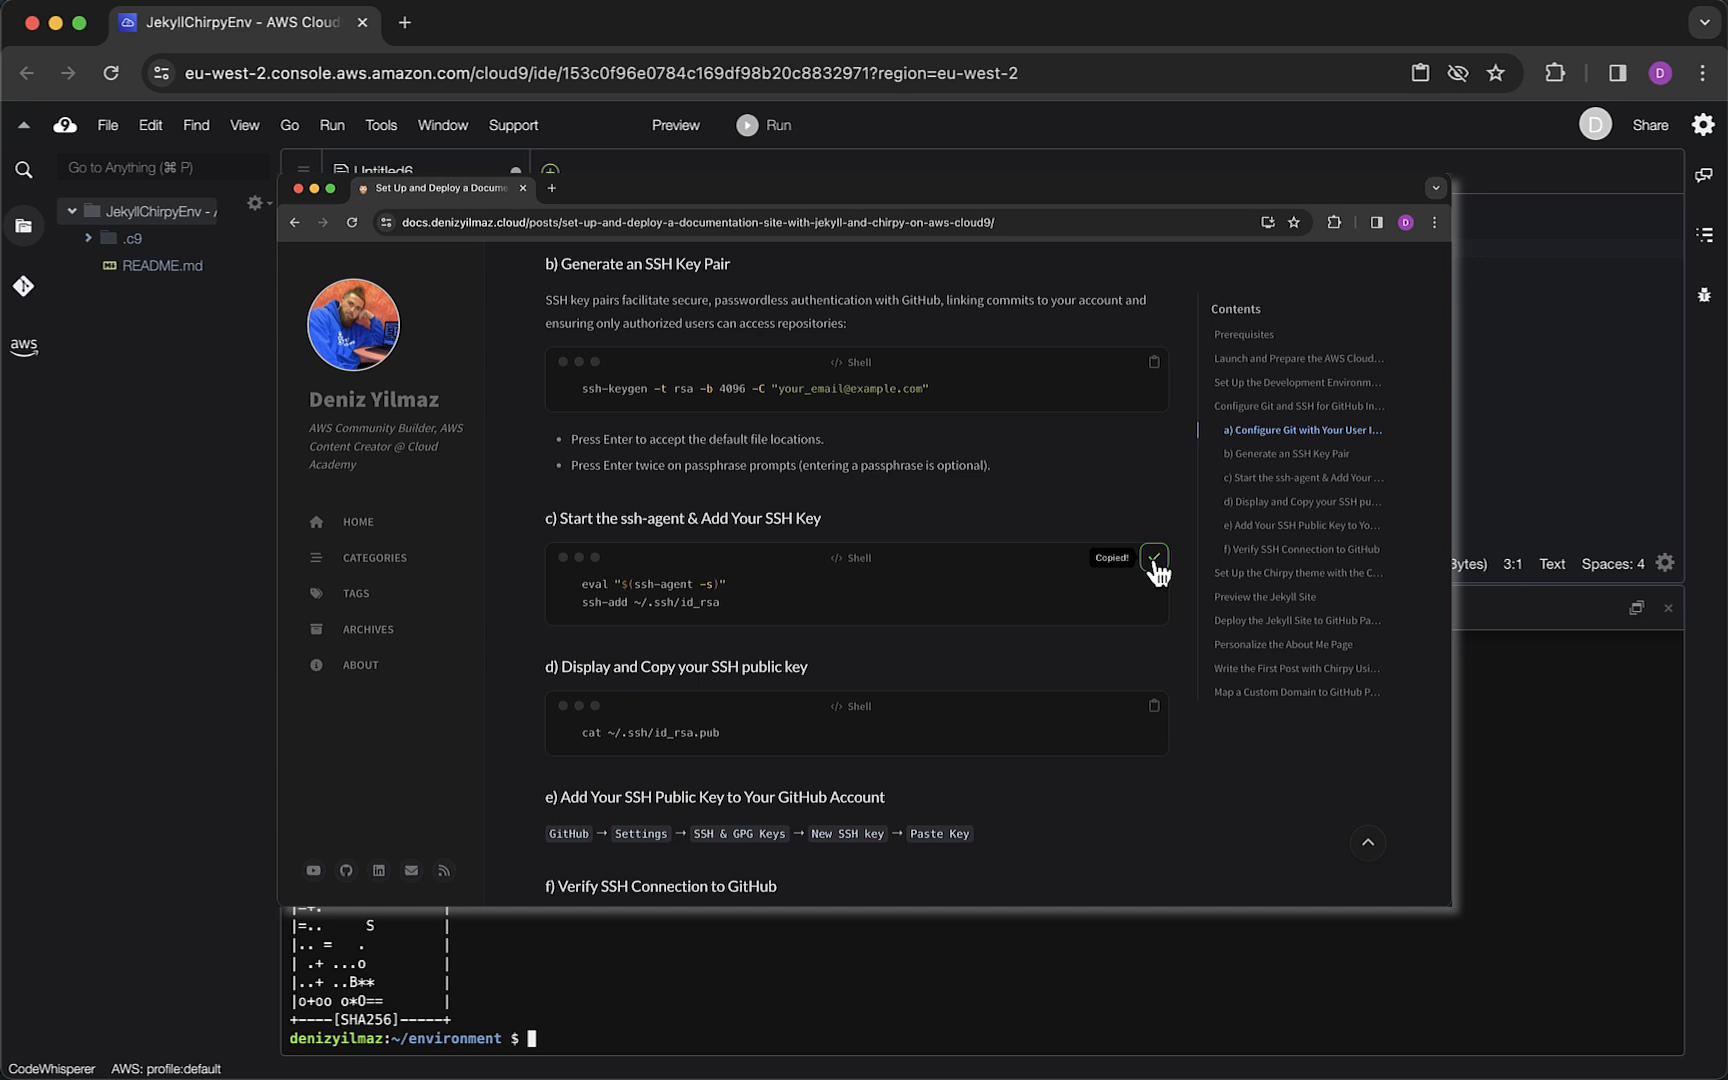 JekyllChirpyEnv - AWS Cloud
eu-west-2.console.aws.amazon.com/cloud9/ide/153c0f96e0784c169df98b20c8832971?region=eu-west-2
D
9 File Edit Find View Go Run Tools Window Support Preview Run D Share
Go to Anything (⌘ P)
Untitled6
JekyllChirpyEnv - /
.c9
README.md
aws
Set Up and Deploy a Docume
docs.denizyilmaz.cloud/posts/set-up-and-deploy-a-documentation-site-with-jekyll-and-chirpy-on-aws-cloud9/
D
Deniz Yilmaz
AWS Community Builder, AWS
Content Creator @ Cloud
Academy
HOME
CATEGORIES
TAGS
ARCHIVES
ABOUT
b) Generate an SSH Key Pair
SSH key pairs facilitate secure, passwordless authentication with GitHub, linking commits to your account and
ensuring only authorized users can access repositories:
</> Shell
ssh-keygen -t rsa -b 4096 -C "your_email@example.com"
• Press Enter to accept the default file locations.
• Press Enter twice on passphrase prompts (entering a passphrase is optional).
c) Start the ssh-agent & Add Your SSH Key
</> Shell
Copied!
eval "$(ssh-agent -s)"
ssh-add ~/.ssh/id_rsa
d) Display and Copy your SSH public key
</> Shell
cat ~/.ssh/id_rsa.pub
e) Add Your SSH Public Key to Your GitHub Account
GitHub → Settings → SSH & GPG Keys → New SSH key → Paste Key
f) Verify SSH Connection to GitHub
Contents
Prerequisites
Launch and Prepare the AWS Cloud...
Set Up the Development Environm...
Configure Git and SSH for GitHub In...
a) Configure Git with Your User I...
b) Generate an SSH Key Pair
c) Start the ssh-agent & Add Your ...
d) Display and Copy your SSH pu...
e) Add Your SSH Public Key to Yo...
f) Verify SSH Connection to GitHub
Set Up the Chirpy theme with the C...
Preview the Jekyll Site
Deploy the Jekyll Site to GitHub Pa...
Personalize the About Me Page
Write the First Post with Chirpy Usi...
Map a Custom Domain to GitHub P...
Bytes) 3:1 Text Spaces: 4
|=+. |
|=.. S |
|.. = . |
| .+ ...o |
|..+ ..B** |
|o+oo o*O== |
+----[SHA256]-----+
denizyilmaz:~/environment $
CodeWhisperer AWS: profile:default